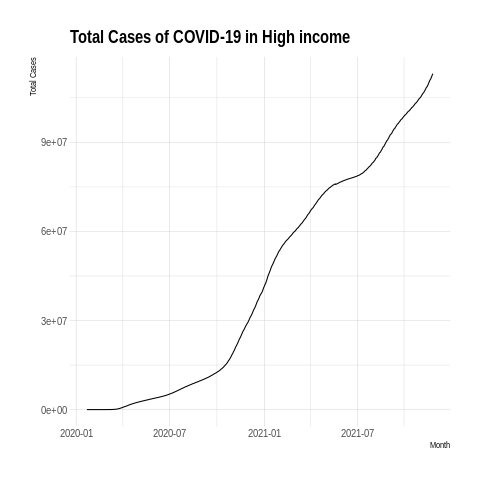 Total Cases of COVID-19 in High income
Total Cases
9e+07
6e+07
3e+07
0e+00
2020-01
2020-07
2021-01
2021-07
Month